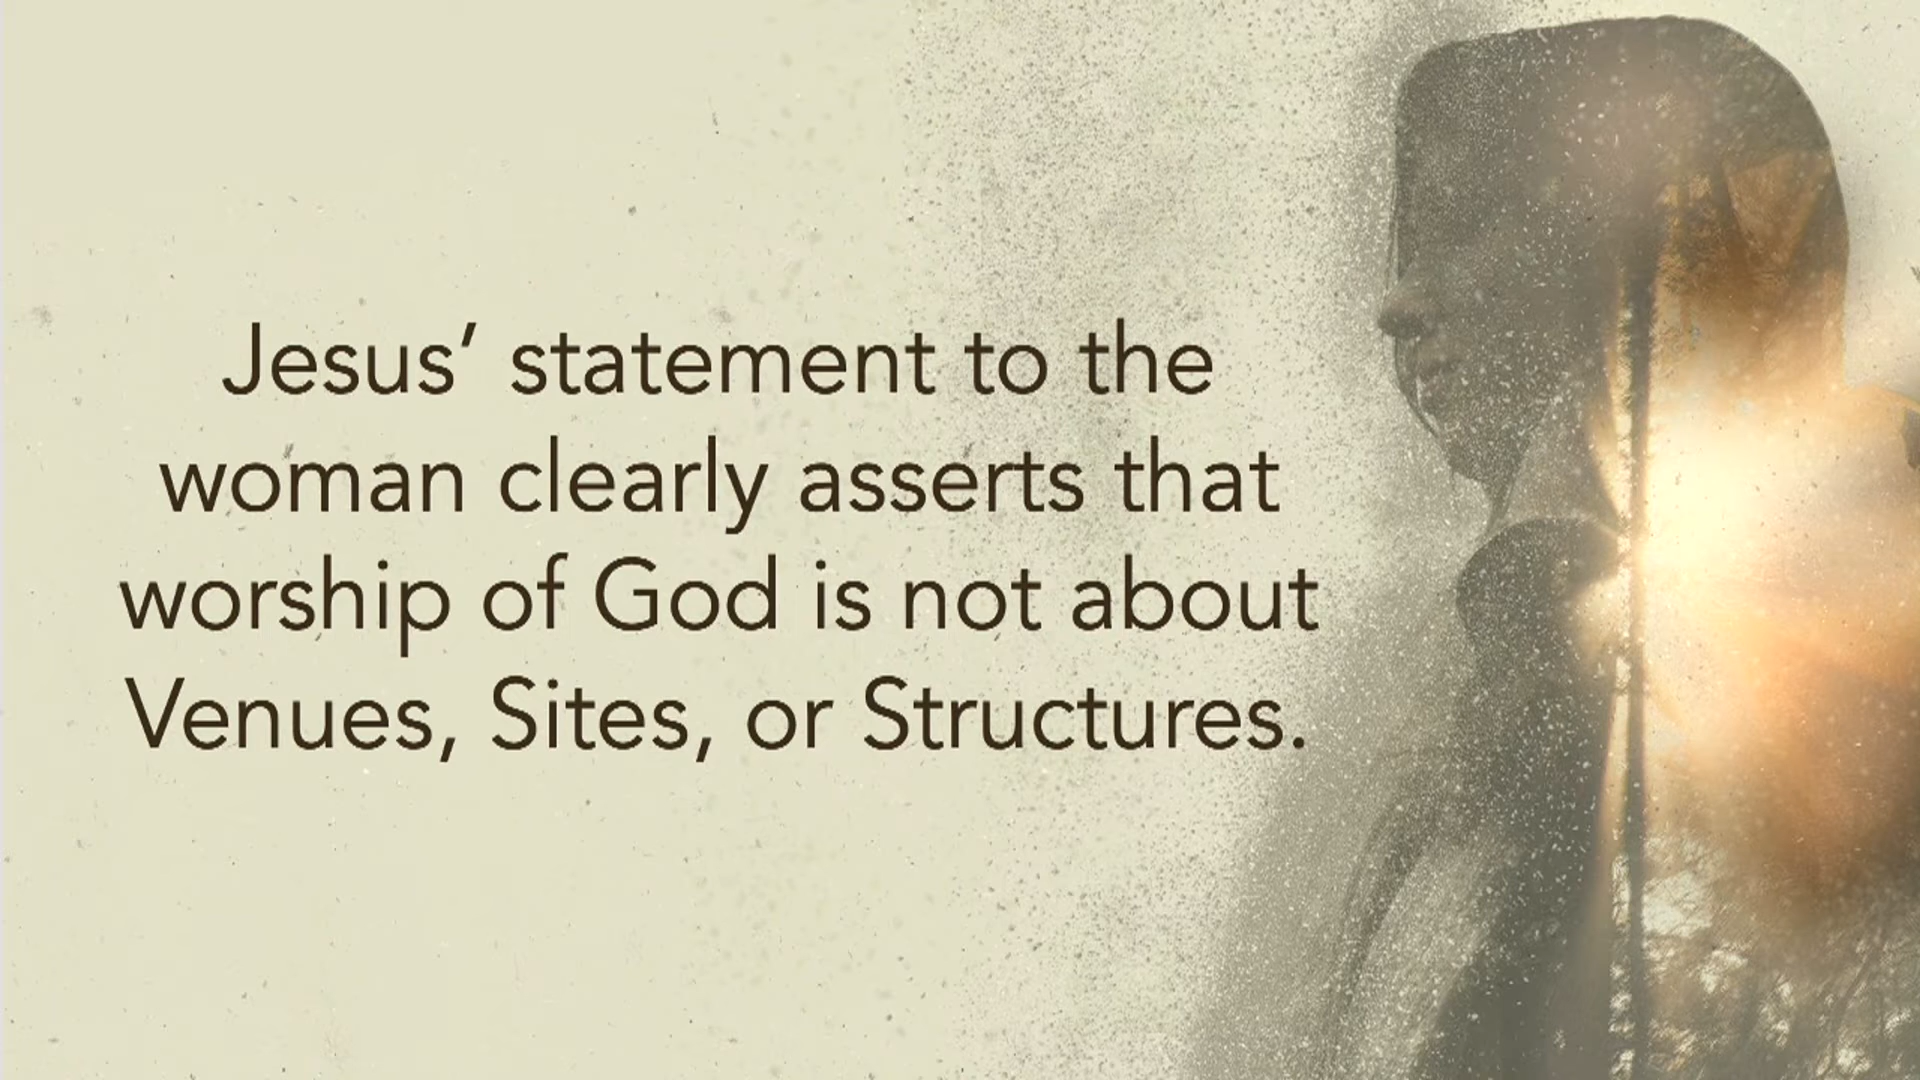 Jesus’ statement to the
woman clearly asserts that
worship of God is not about
Venues, Sites, or Structures.